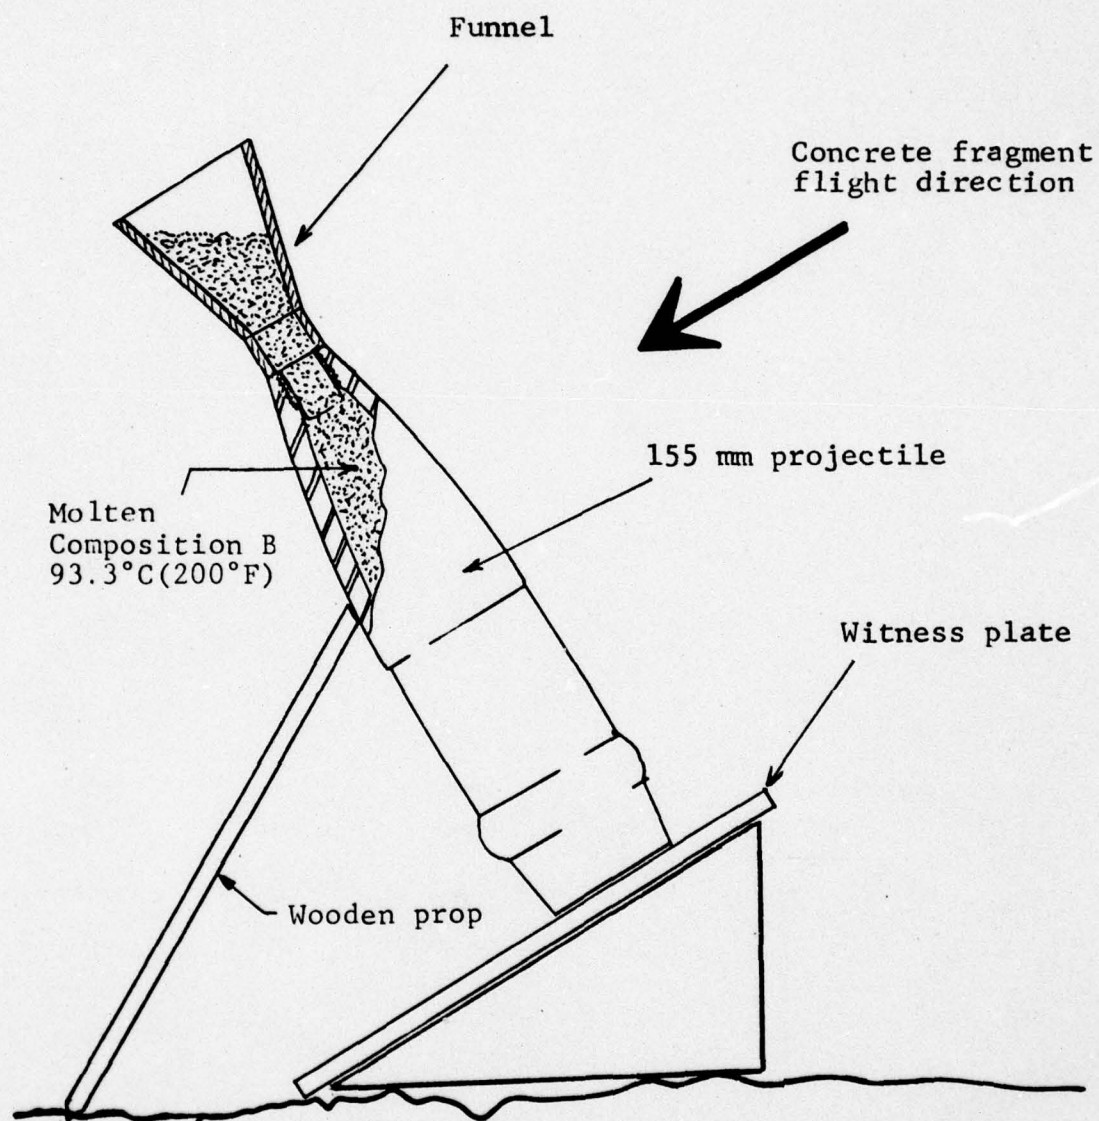 Funnel
Concrete fragment
flight direction
155 mm projectile
Molten
Composition B
93.3°C(200°F)
Witness plate
Wooden prop